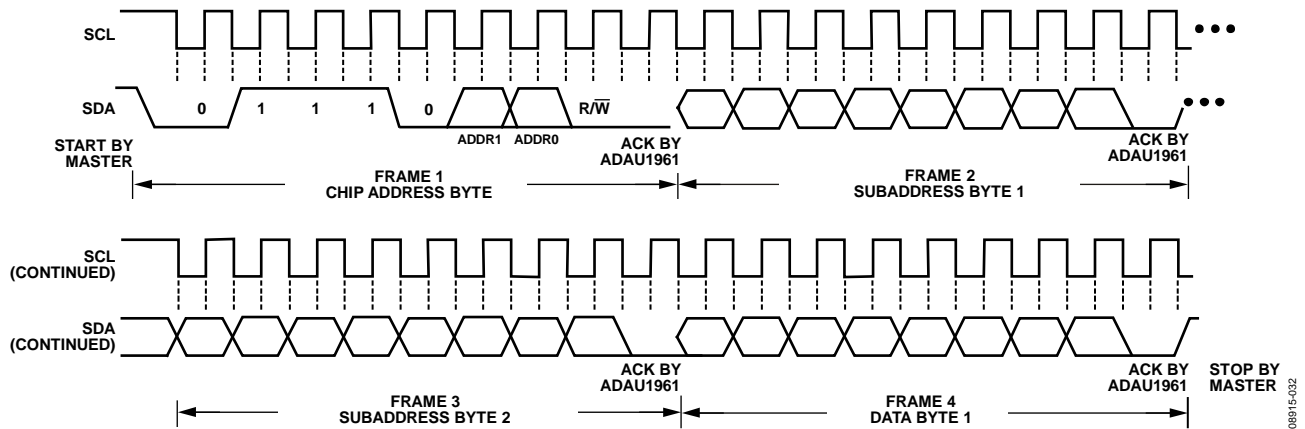 SCL
SDA
0 1 1 1 0 R/W̅
ADDR1 ADDR0
START BY
MASTER
ACK BY
ADAU1961
ACK BY
ADAU1961
FRAME 1
CHIP ADDRESS BYTE
FRAME 2
SUBADDRESS BYTE 1
SCL
(CONTINUED)
SDA
(CONTINUED)
ACK BY
ADAU1961
ACK BY
ADAU1961
STOP BY
MASTER
FRAME 3
SUBADDRESS BYTE 2
FRAME 4
DATA BYTE 1
08915-032